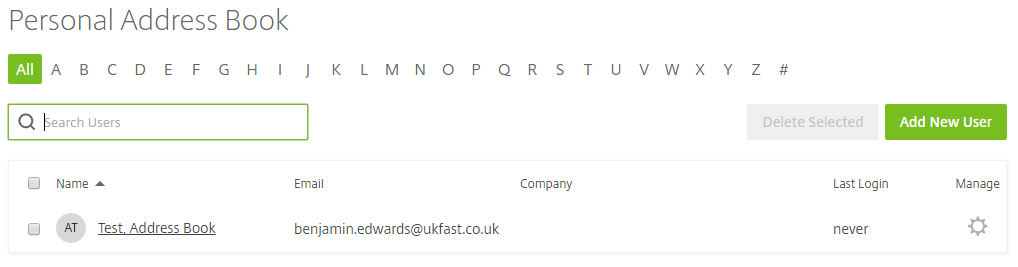 Personal Address Book
All A B C D E F G H I J K L M N O P Q R S T U V W X Y Z #
Search Users
Delete Selected Add New User
Name Email Company Last Login Manage
AT Test, Address Book benjamin.edwards@ukfast.co.uk never